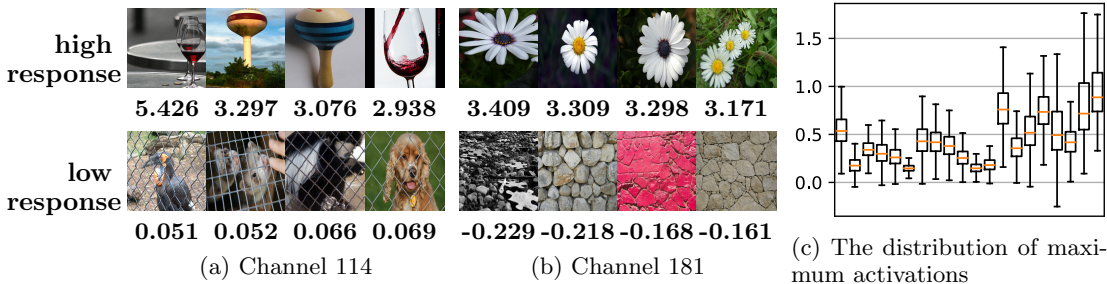 high
response
5.426 3.297 3.076 2.938
3.409 3.309 3.298 3.171
low
response
0.051 0.052 0.066 0.069
-0.229 -0.218 -0.168 -0.161
(a) Channel 114
(b) Channel 181
1.5
1.0
0.5
0.0
(c) The distribution of maxi-
mum activations